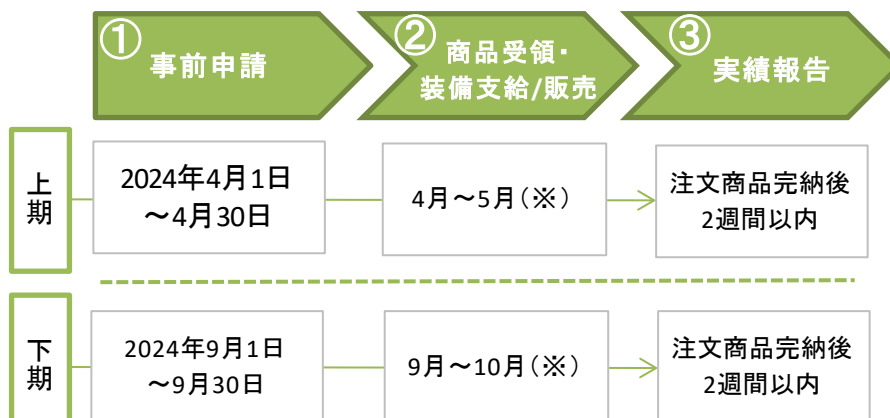 ①
事前申請
②
商品受領・
装備支給/販売
③
実績報告
上期
2024年4月1日
～4月30日
4月～5月(※)
注文商品完納後
2週間以内
下期
2024年9月1日
～9月30日
9月～10月(※)
注文商品完納後
2週間以内